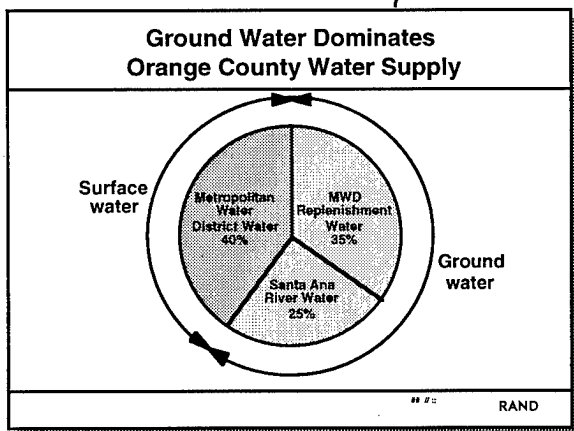 Ground Water Dominates
Orange County Water Supply
Surface
water
Metropolitan
Water
District Water
40%
MWD
Replenishment
Water
35%
Santa Ana
River Water
25%
Ground
water
RAND